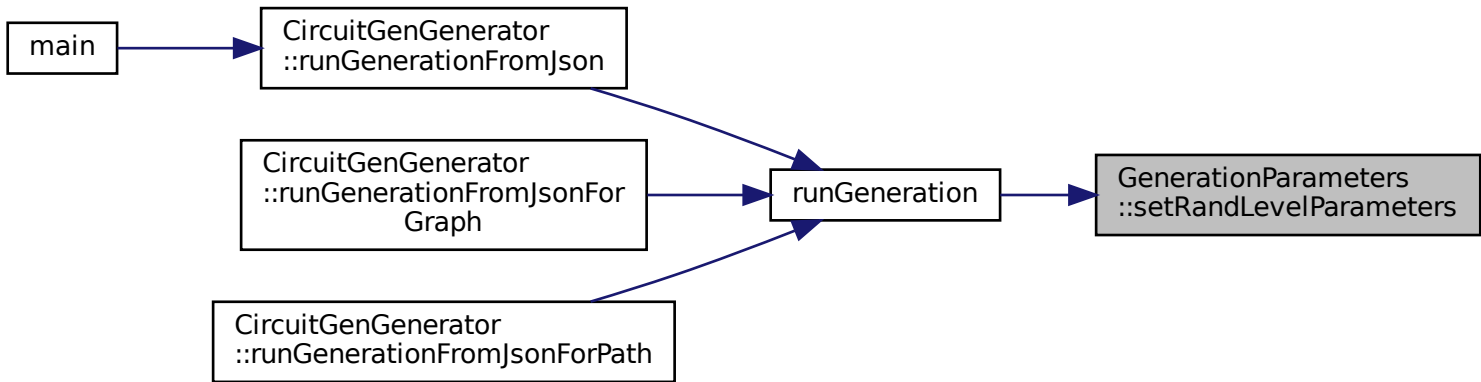 main
CircuitGenGenerator
::runGenerationFromJson
CircuitGenGenerator
::runGenerationFromJsonFor
Graph
CircuitGenGenerator
::runGenerationFromJsonForPath
runGeneration
GenerationParameters
::setRandLevelParameters